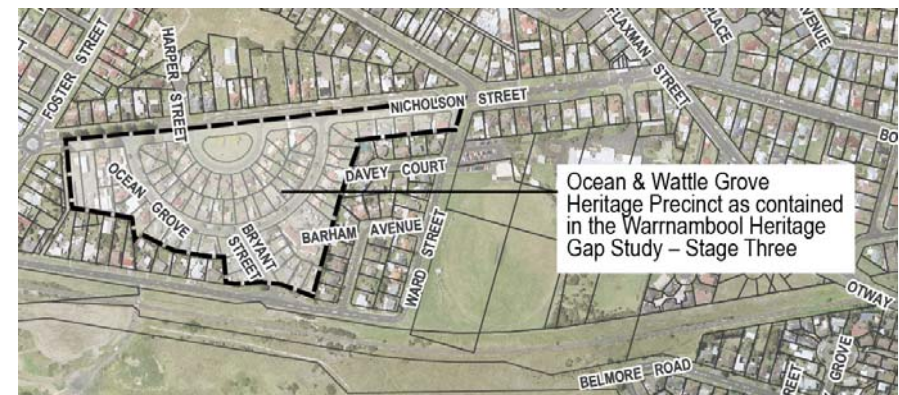 FOSTER STREET
HARPER STREET
NICHOLSON STREET
FLAXMAN STREET
PLACE
AVENUE
BO
ET
OCEAN GROVE
BRYANT STREET
DAVEY COURT
BARHAM AVENUE
WARD STREET
Ocean & Wattle Grove
Heritage Precinct as contained
in the Warrnambool Heritage
Gap Study – Stage Three
OTWAY
BELMORE ROAD
REET
GROVE